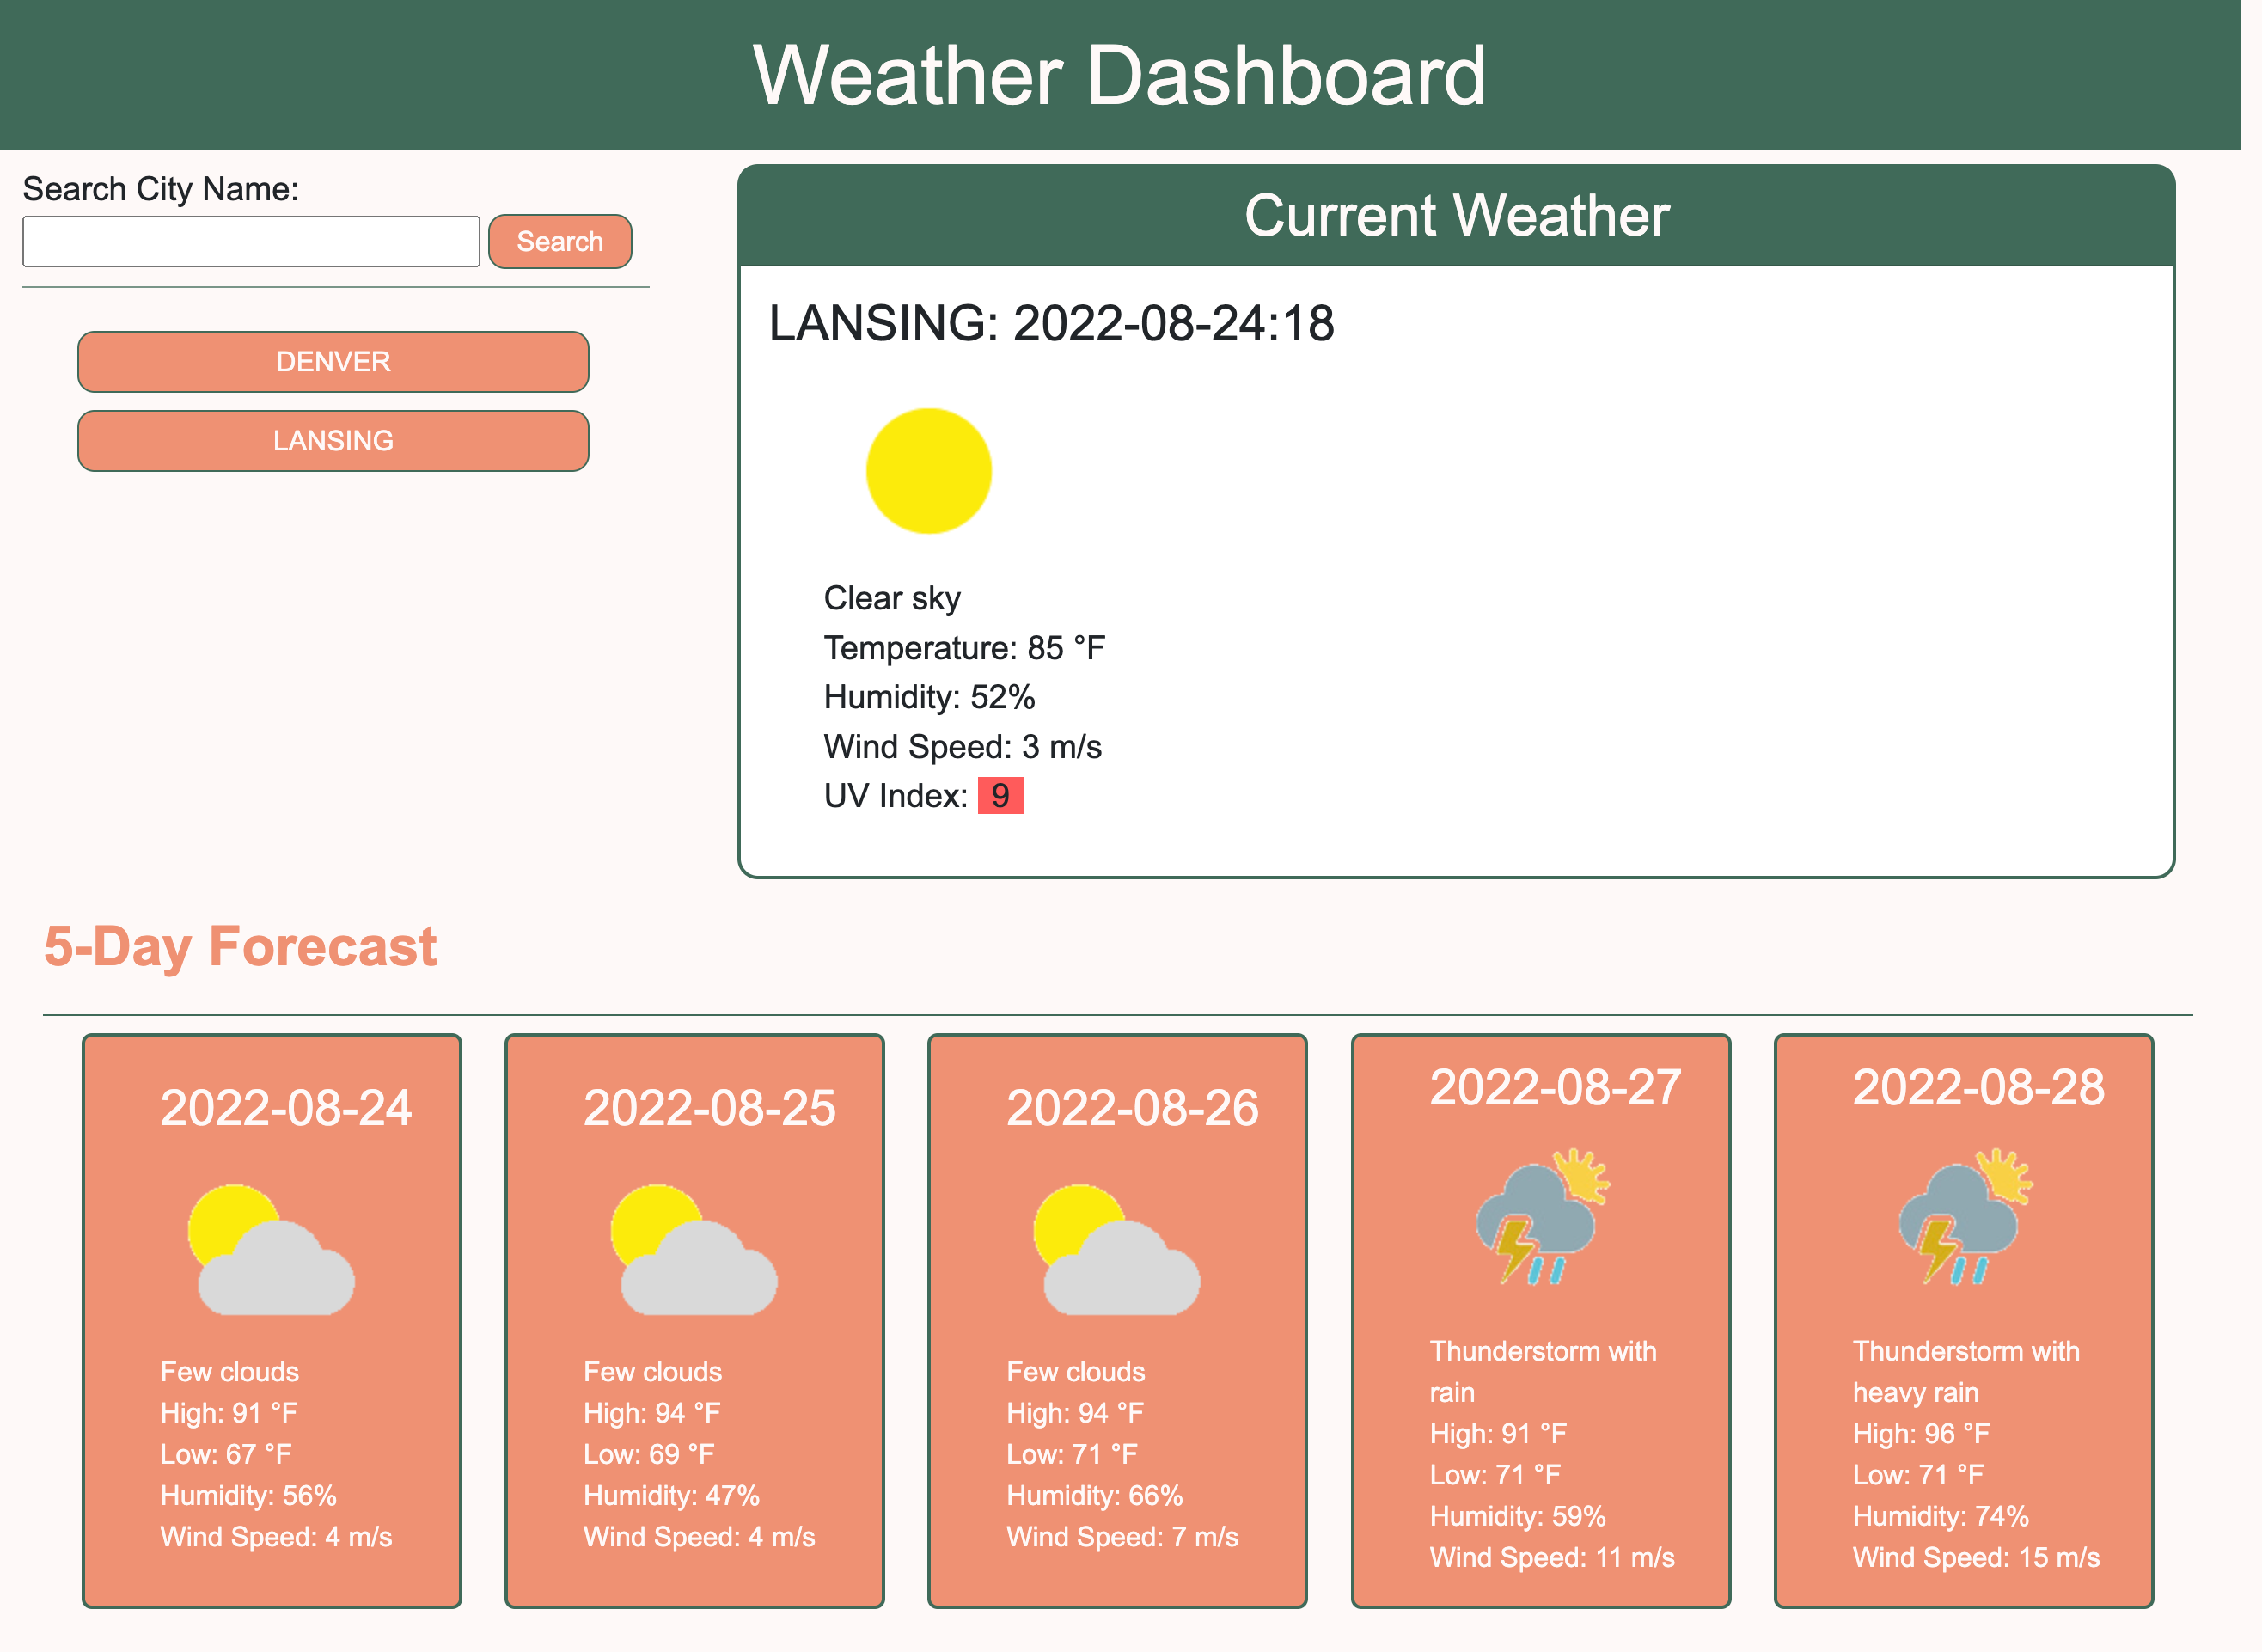 Weather Dashboard
Search City Name:
Search
DENVER
LANSING
Current Weather
LANSING: 2022-08-24:18
Clear sky
Temperature: 85 °F
Humidity: 52%
Wind Speed: 3 m/s
UV Index: 9
5-Day Forecast
2022-08-24
Few clouds
High: 91 °F
Low: 67 °F
Humidity: 56%
Wind Speed: 4 m/s
2022-08-25
Few clouds
High: 94 °F
Low: 69 °F
Humidity: 47%
Wind Speed: 4 m/s
2022-08-26
Few clouds
High: 94 °F
Low: 71 °F
Humidity: 66%
Wind Speed: 7 m/s
2022-08-27
Thunderstorm with
rain
High: 91 °F
Low: 71 °F
Humidity: 59%
Wind Speed: 11 m/s
2022-08-28
Thunderstorm with
heavy rain
High: 96 °F
Low: 71 °F
Humidity: 74%
Wind Speed: 15 m/s